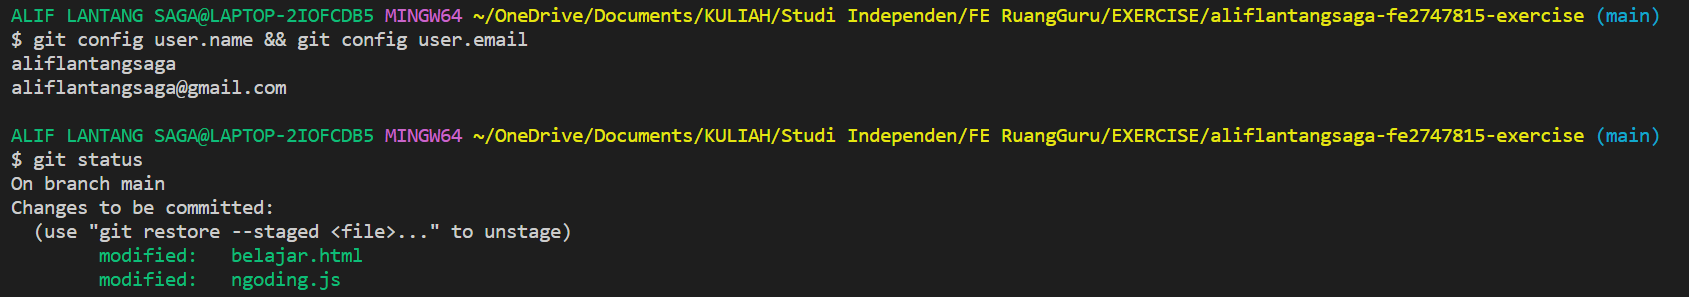 ALIF LANTANG SAGA@LAPTOP-2IOFCDB5 MINGW64 ~/OneDrive/Documents/KULIAH/Studi Independen/FE RuangGuru/EXERCISE/aliflantangsaga-fe2747815-exercise (main)
$ git config user.name && git config user.email
aliflantangsaga
aliflantangsaga@gmail.com
ALIF LANTANG SAGA@LAPTOP-2IOFCDB5 MINGW64 ~/OneDrive/Documents/KULIAH/Studi Independen/FE RuangGuru/EXERCISE/aliflantangsaga-fe2747815-exercise (main)
$ git status
On branch main
Changes to be committed:
  (use "git restore --staged <file>..." to unstage)
        modified:   belajar.html
        modified:   ngoding.js